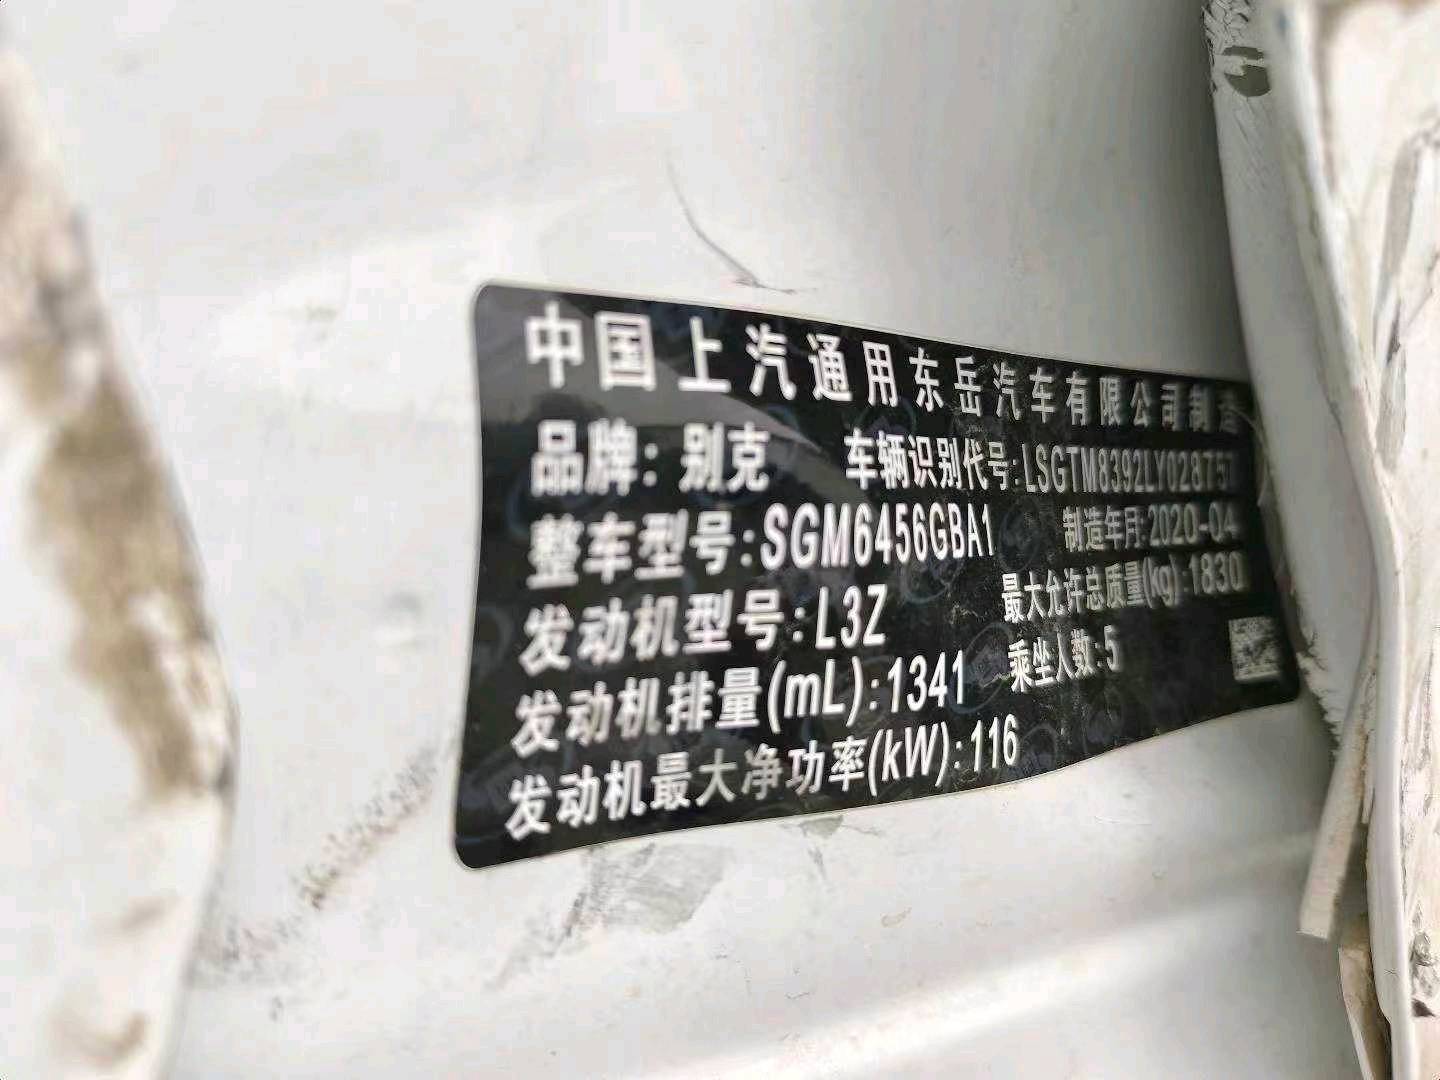 中国上汽通用东岳汽车有限公司制造
品牌：别克 车辆识别代号：LSGTM8392LY028757
整车型号：SGM6456GBA1 制造年月：2020-04
发动机型号：L3Z 最大允许总质量(kg)：1830
发动机排量(mL)：1341 乘坐人数：5
发动机最大净功率(kW)：116